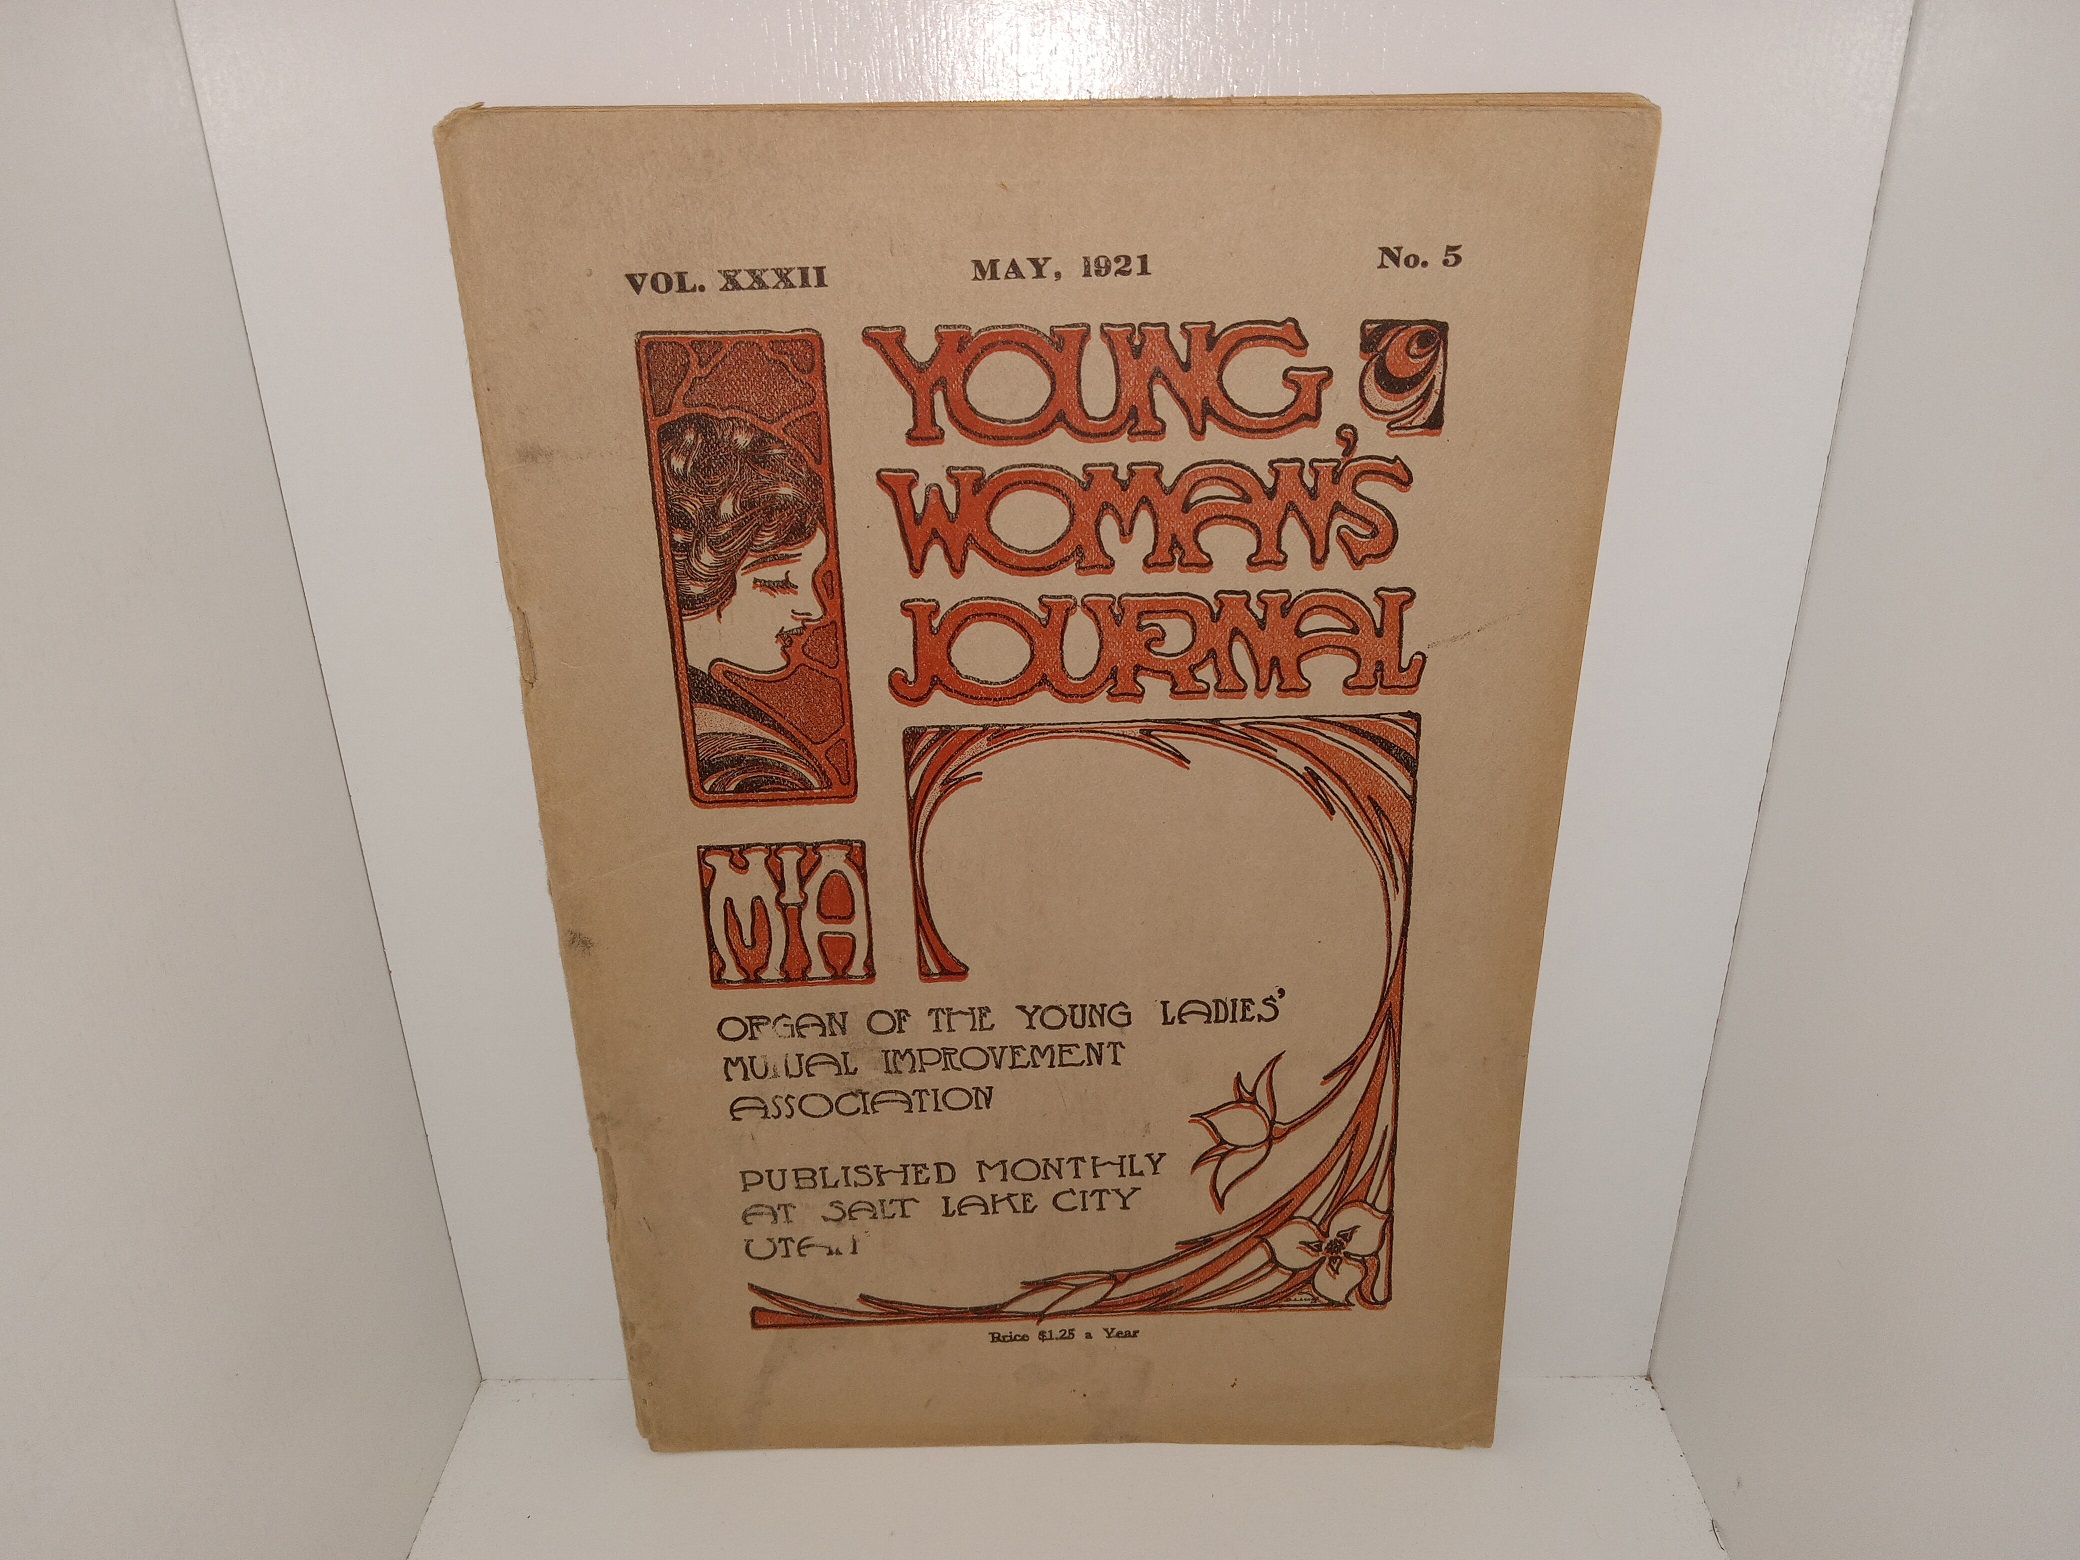 VOL. XXXII MAY, 1921 No. 5
YOUNG
WOMAN'S
JOURNAL
MIA
ORGAN OF THE YOUNG LADIES'
MUTUAL IMPROVEMENT
ASSOCIATION
PUBLISHED MONTHLY
AT SALT LAKE CITY
UTAH
Price $1.25 a Year